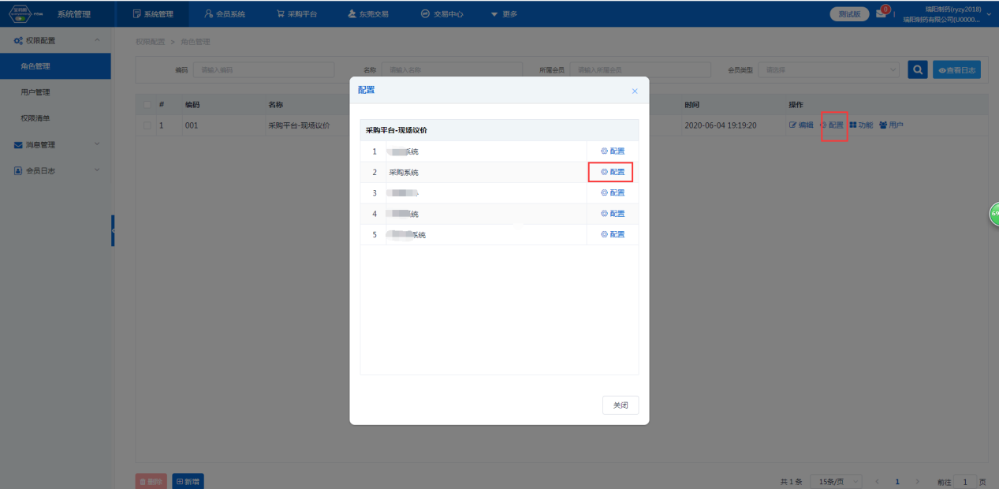 系统管理 系统管理 会员系统 采购平台 东莞交易 交易中心 更多 测试版 0 瑞阳制药(ryzy2018)
瑞阳制药有限公司(U0000...
权限配置
角色管理
用户管理
权限清单
消息管理
会员日志
权限配置 > 角色管理
编码 请输入编码 名称 请输入名称 所属会员 请输入所属会员 会员类型 请选择 查看日志
# 编码 名称 时间 操作
1 001 采购平台-现场议价 2020-06-04 19:19:20 编辑 配置 功能 用户
配置
采购平台-现场议价
1 系统 配置
2 采购系统 配置
3 配置
4 统 配置
5 系统 配置
关闭
删除 新增 共 1 条 15条/页 1 前往 1 页